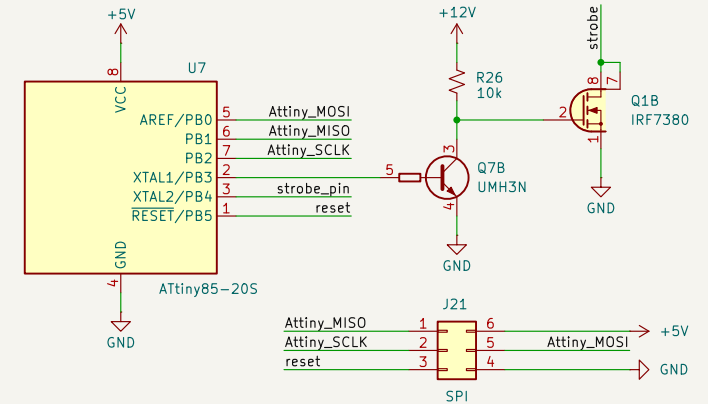 +5V
+12V
strobe
U7
8
VCC
AREF/PB0 5 Attiny_MOSI
PB1 6 Attiny_MISO
PB2 7 Attiny_SCLK
XTAL1/PB3 2
XTAL2/PB4 3 strobe_pin
RESET/PB5 1 reset
GND
4
ATtiny85-20S
GND
R26
10k
5
3
Q7B
UMH3N
4
GND
8
7
2
Q1B
IRF7380
1
GND
J21
Attiny_MISO 1 6 +5V
Attiny_SCLK 2 5 Attiny_MOSI
reset 3 4 GND
SPI